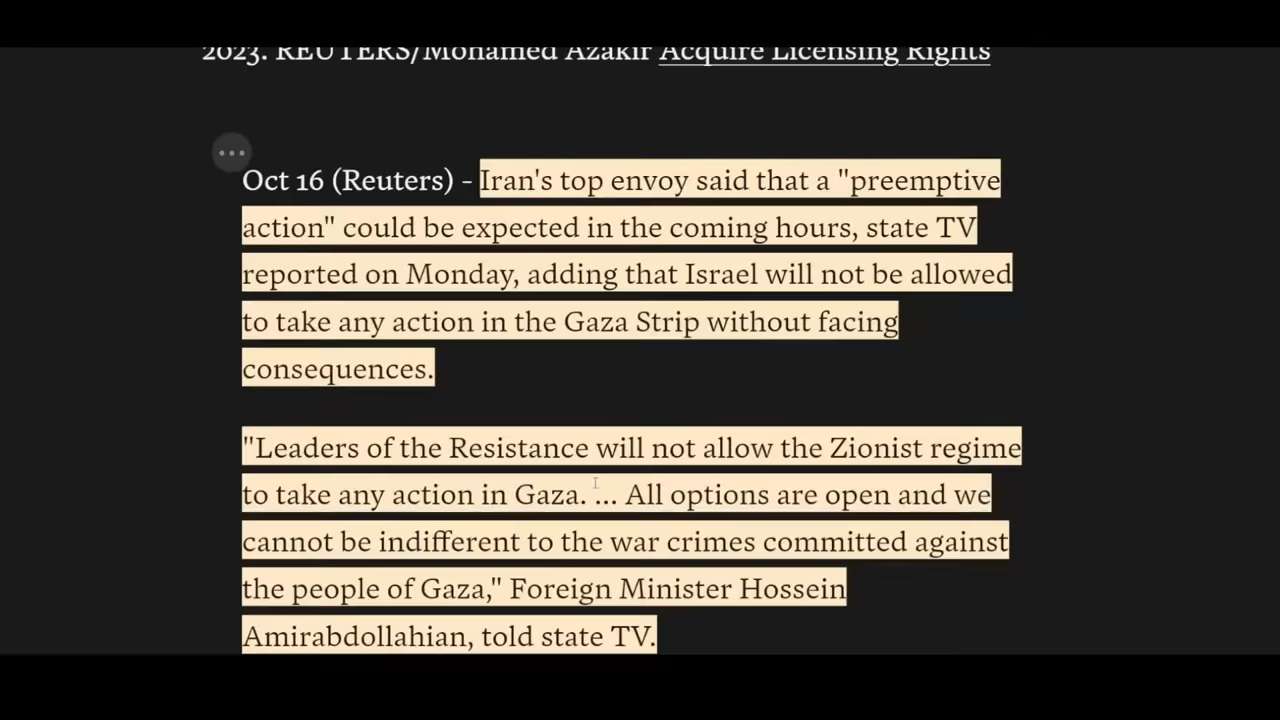 2023. REUTERS/Mohamed Azakir Acquire Licensing Rights
Oct 16 (Reuters) - Iran's top envoy said that a "preemptive
action" could be expected in the coming hours, state TV
reported on Monday, adding that Israel will not be allowed
to take any action in the Gaza Strip without facing
consequences.
"Leaders of the Resistance will not allow the Zionist regime
to take any action in Gaza. ... All options are open and we
cannot be indifferent to the war crimes committed against
the people of Gaza," Foreign Minister Hossein
Amirabdollahian, told state TV.